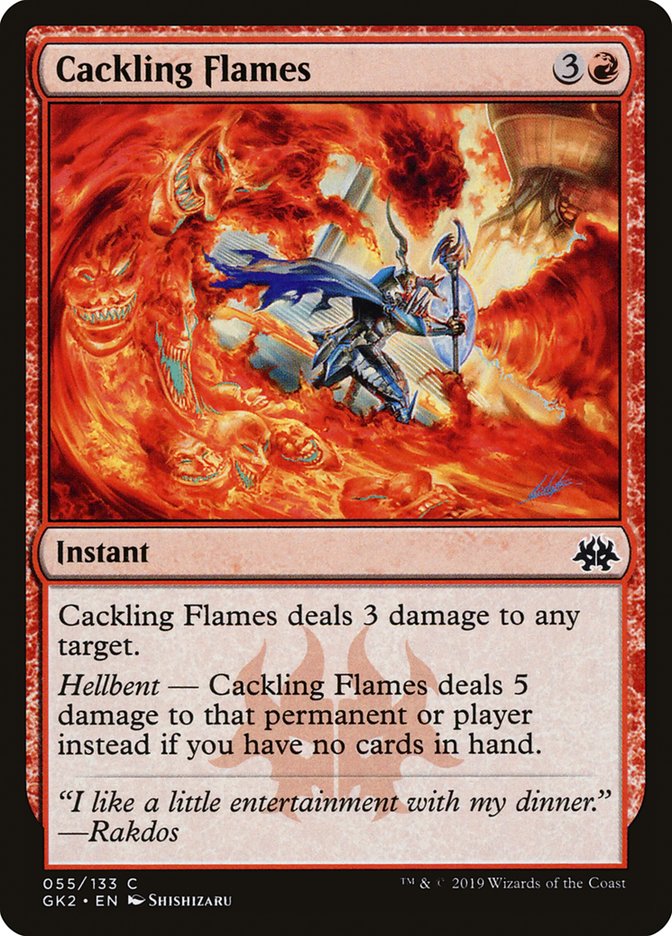 Cackling Flames
3
Instant
Cackling Flames deals 3 damage to any
target.
Hellbent — Cackling Flames deals 5
damage to that permanent or player
instead if you have no cards in hand.
“I like a little entertainment with my dinner.”
—Rakdos
055/133 C
GK2 • EN Shishizaru
™ & © 2019 Wizards of the Coast